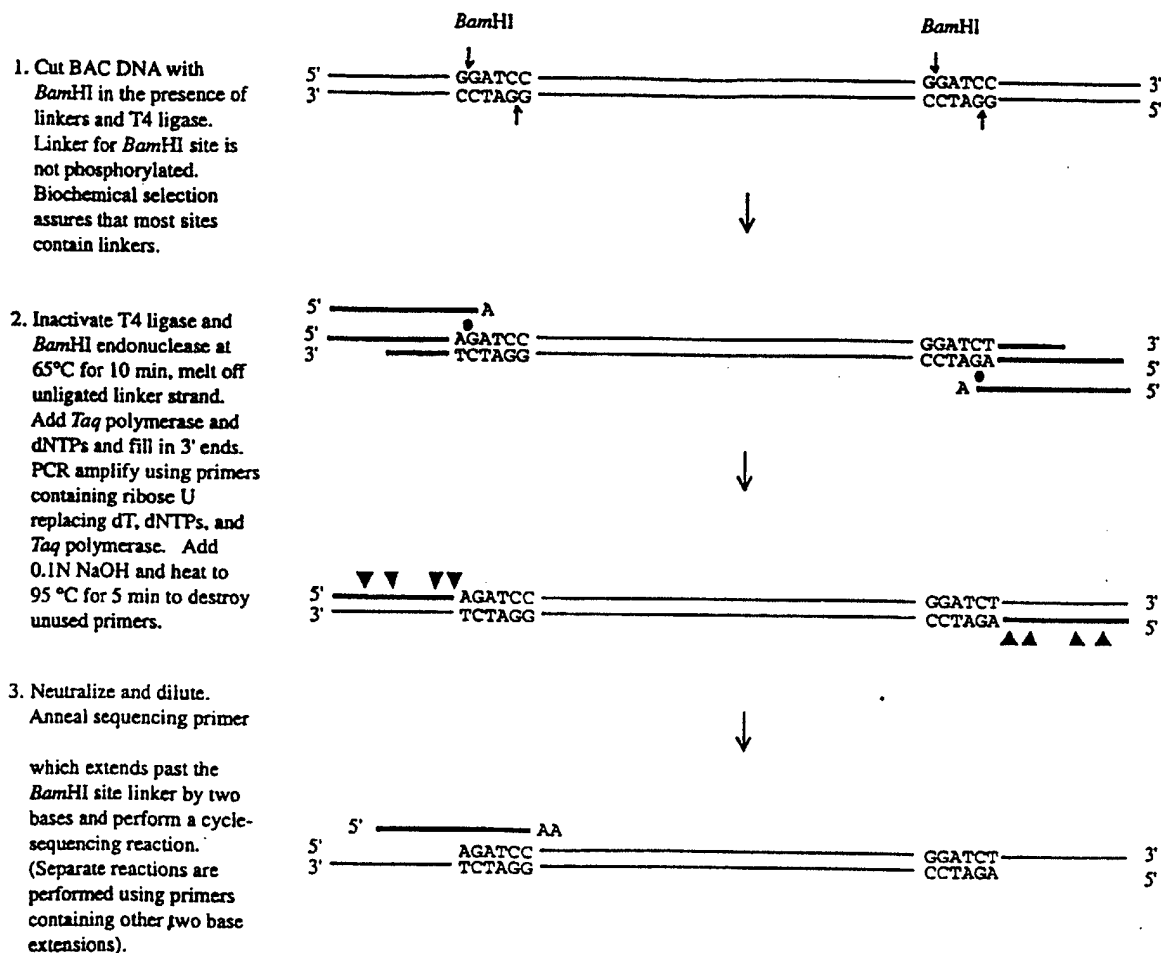 BamHI
BamHI
1. Cut BAC DNA with
BamHI in the presence of
linkers and T4 ligase.
Linker for BamHI site is
not phosphorylated.
Biochemical selection
assures that most sites
contain linkers.
5' GGATCC GGATCC 3'
3' CCTAGG CCTAGG 5'
2. Inactivate T4 ligase and
BamHI endonuclease at
65°C for 10 min, melt off
unligated linker strand.
Add Taq polymerase and
dNTPs and fill in 3' ends.
PCR amplify using primers
containing ribose U
replacing dT, dNTPs, and
Taq polymerase. Add
0.1N NaOH and heat to
95 °C for 5 min to destroy
unused primers.
5' A
5' AGATCC GGATCT 3'
3' TCTAGG CCTAGA 5'
A 5'
5' AGATCC GGATCT 3'
3' TCTAGG CCTAGA 5'
3. Neutralize and dilute.
Anneal sequencing primer
which extends past the
BamHI site linker by two
bases and perform a cycle-
sequencing reaction.
(Separate reactions are
performed using primers
containing other two base
extensions).
5' AA
5' AGATCC GGATCT 3'
3' TCTAGG CCTAGA 5'